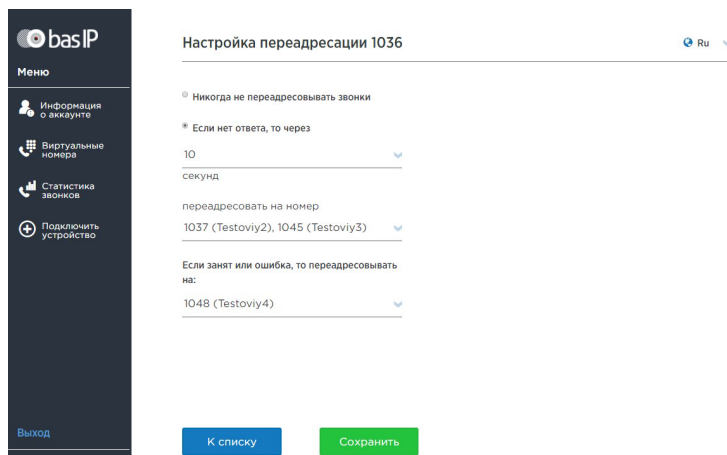 bas IP
Настройка переадресации 1036
Ru
Меню
Никогда не переадресовывать звонки
Информация
о аккаунте
Если нет ответа, то через
Виртуальные
номера
10
секунд
Статистика
звонков
переадресовать на номер
Подключить
устройство
1037 (Testoviy2), 1045 (Testoviy3)
Если занят или ошибка, то переадресовывать
на:
1048 (Testoviy4)
Выход
К списку
Сохранить